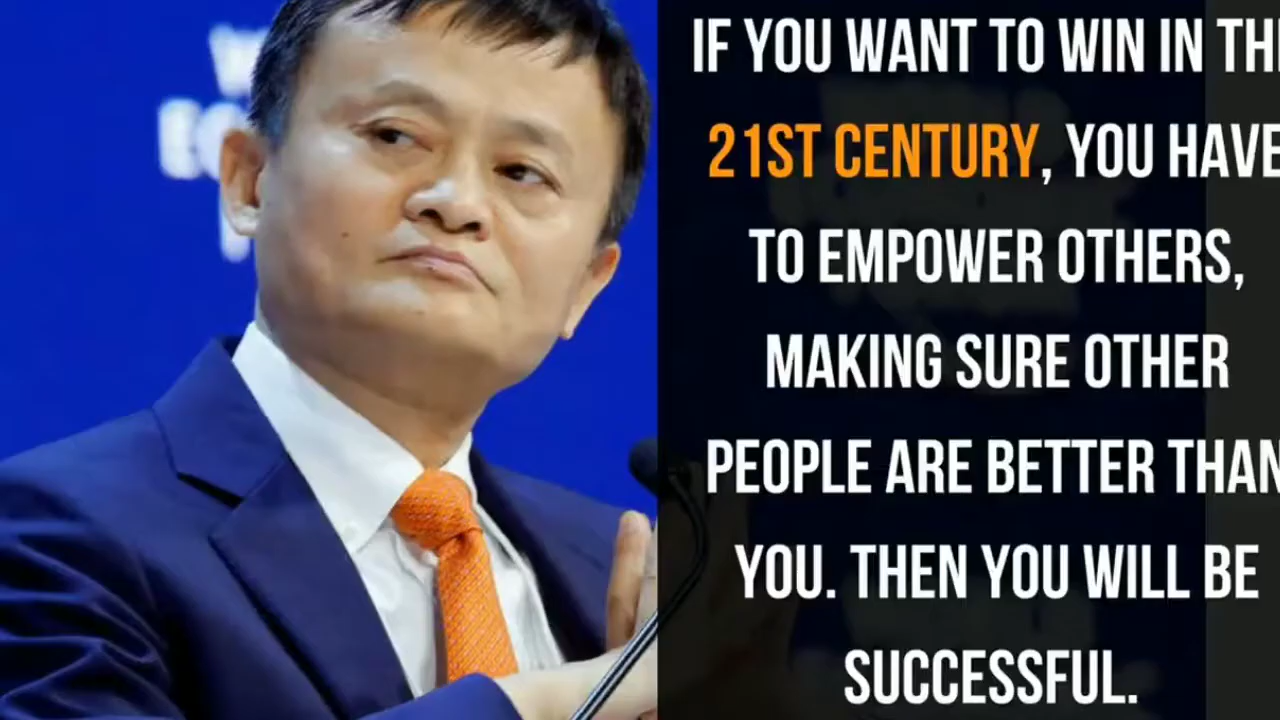 IF YOU WANT TO WIN IN TH
21ST CENTURY, YOU HAVE
TO EMPOWER OTHERS,
MAKING SURE OTHER
PEOPLE ARE BETTER THAN
YOU. THEN YOU WILL BE
SUCCESSFUL.